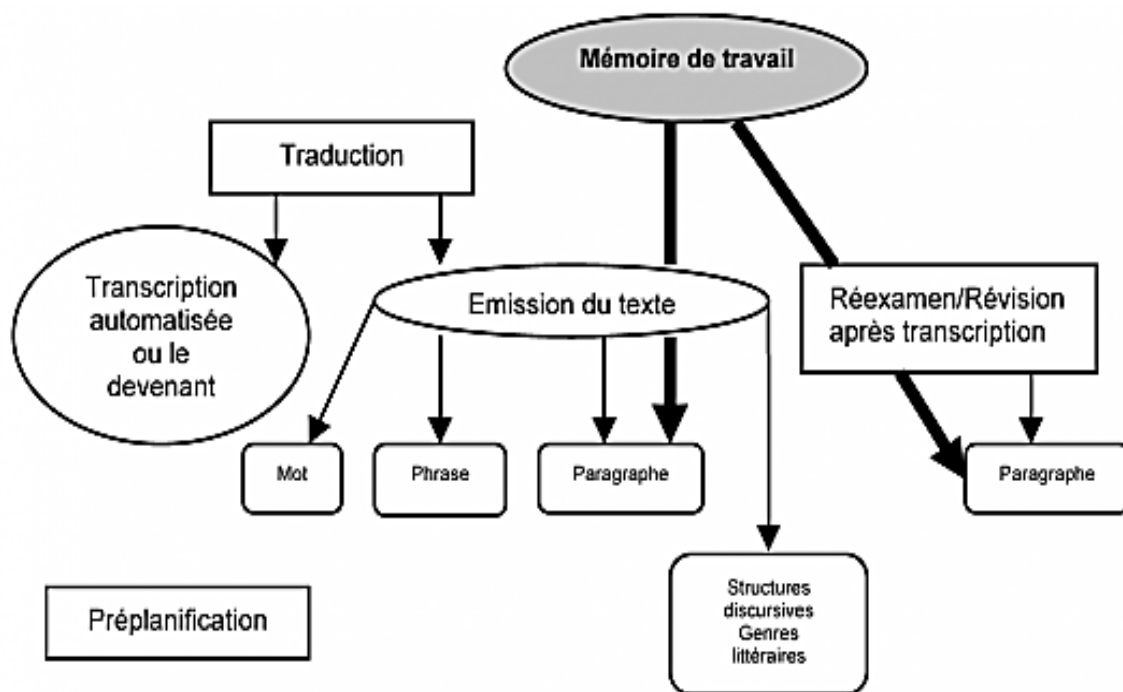 Mémoire de travail
Traduction
Transcription
automatisée
ou le
devenant
Emission du texte
Réexamen/Révision
après transcription
Mot
Phrase
Paragraphe
Paragraphe
Structures
discursives
Genres
littéraires
Préplanification